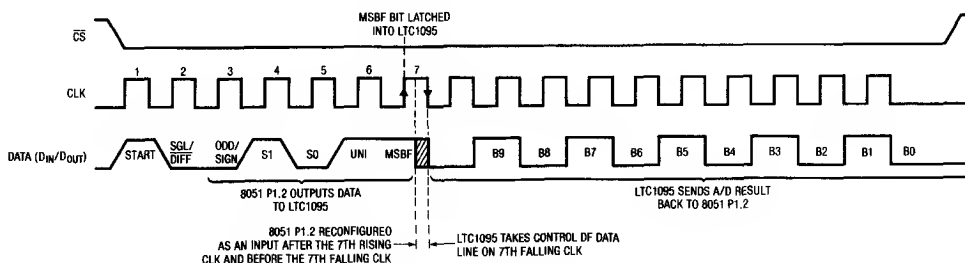 MSBF BIT LATCHED
INTO LTC1095
CS
1 2 3 4 5 6 7
CLK
DATA (DIN/DOUT)
START SGL/ ODD/ S1 S0 UNI MSBF B9 B8 B7 B6 B5 B4 B3 B2 B1 B0
DIFF SIGN
8051 P1.2 OUTPUTS DATA
TO LTC1095
LTC1095 SENDS A/D RESULT
BACK TO 8051 P1.2
8051 P1.2 RECONFIGUREO
AS AN INPUT AFTER THE 7TH RISING
CLK AND BEFORE THE 7TH FALLING CLK
LTC1095 TAKES CONTROL DF DATA
LINE ON 7TH FALLING CLK